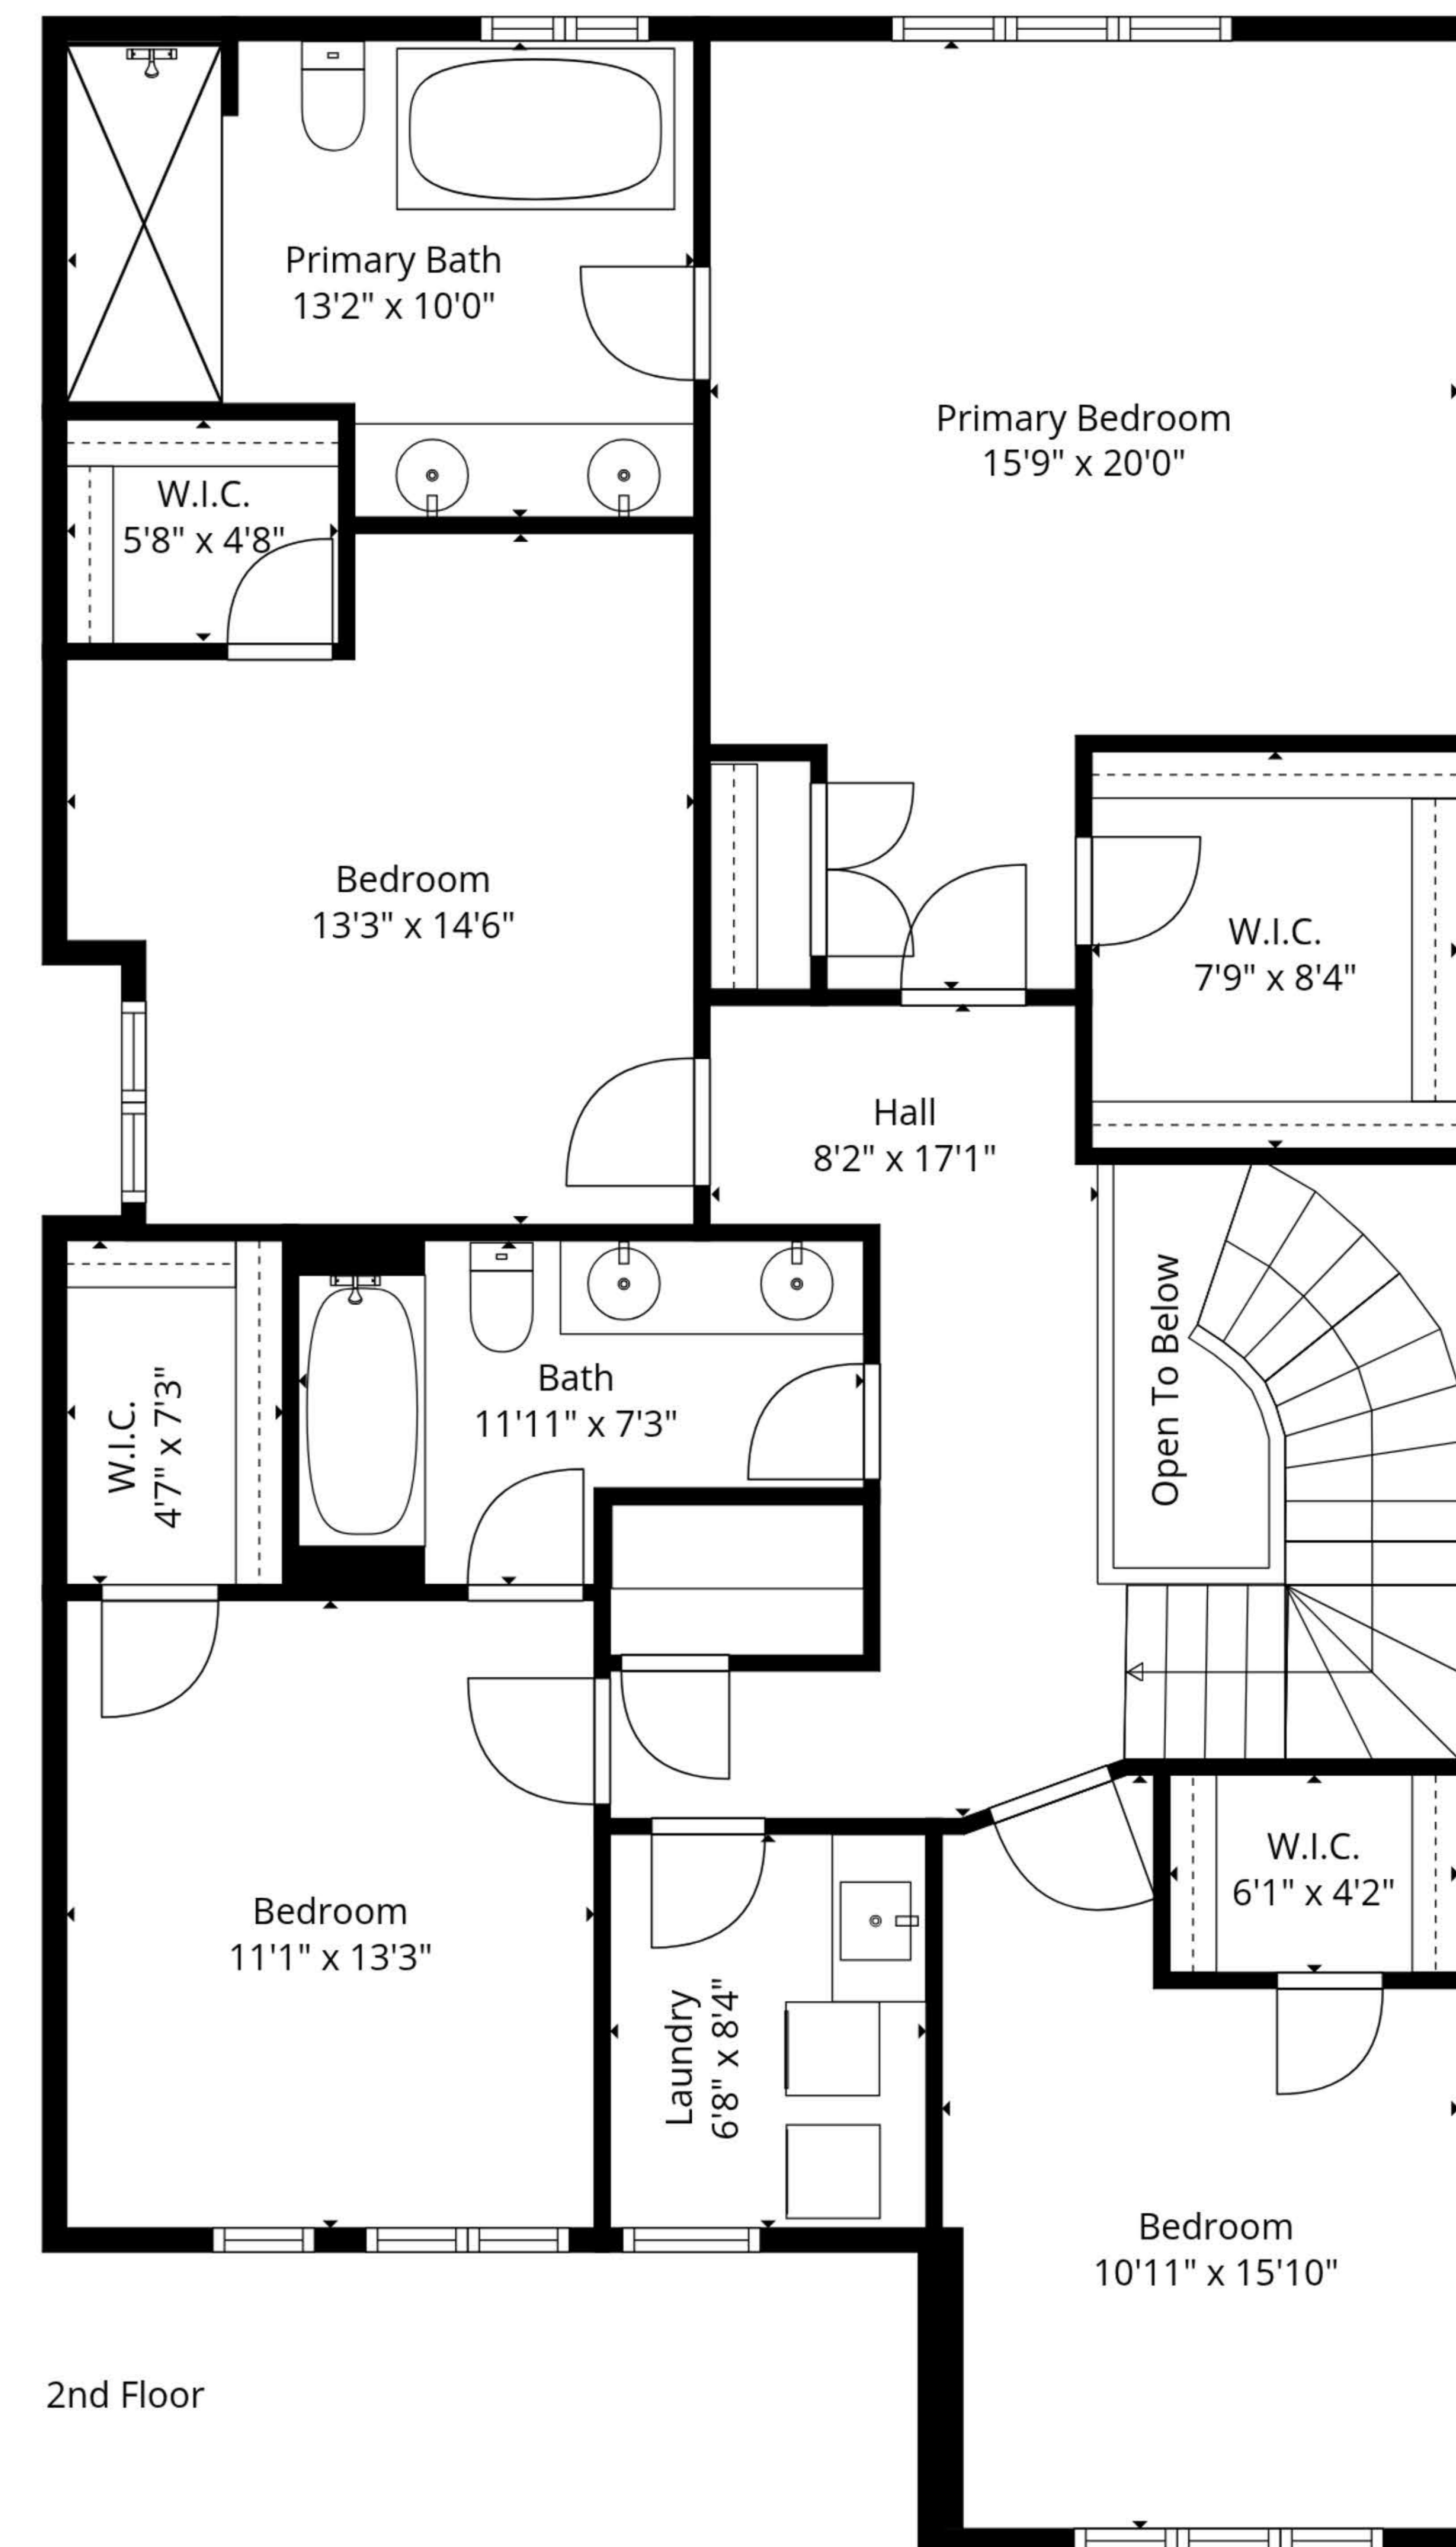 Primary Bath
13'2" x 10'0"
Primary Bedroom
15'9" x 20'0"
W.I.C.
5'8" x 4'8"
Bedroom
13'3" x 14'6"
W.I.C.
7'9" x 8'4"
Hall
8'2" x 17'1"
Open To Below
Bath
11'11" x 7'3"
W.I.C.
4'7" x 7'3"
W.I.C.
6'1" x 4'2"
Bedroom
11'1" x 13'3"
Laundry
6'8" x 8'4"
Bedroom
10'11" x 15'10"
2nd Floor